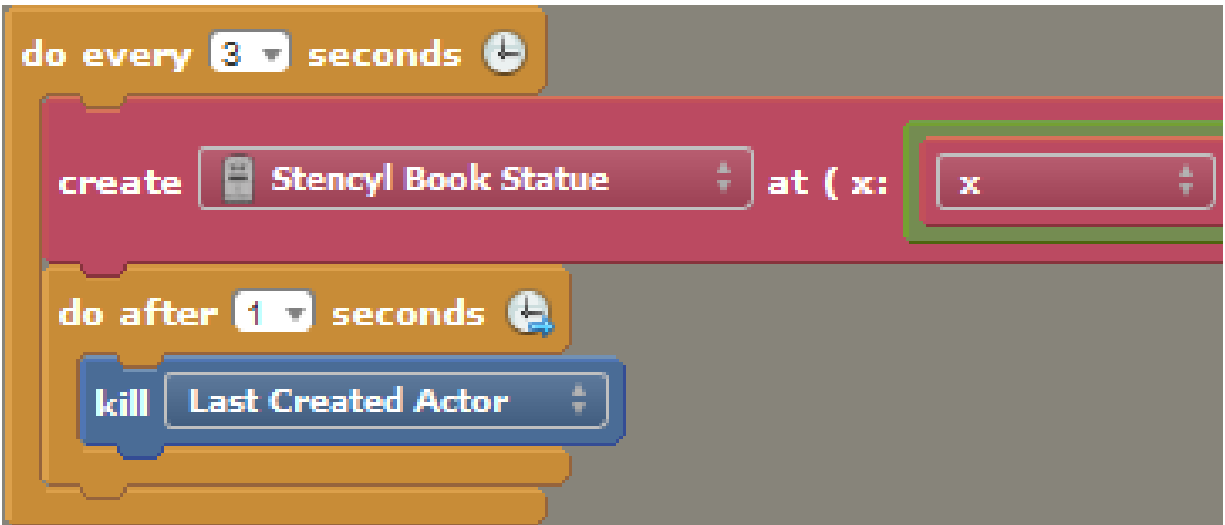 do every 3 seconds
create Stencyl Book Statue at ( x: x
do after 1 seconds
kill Last Created Actor